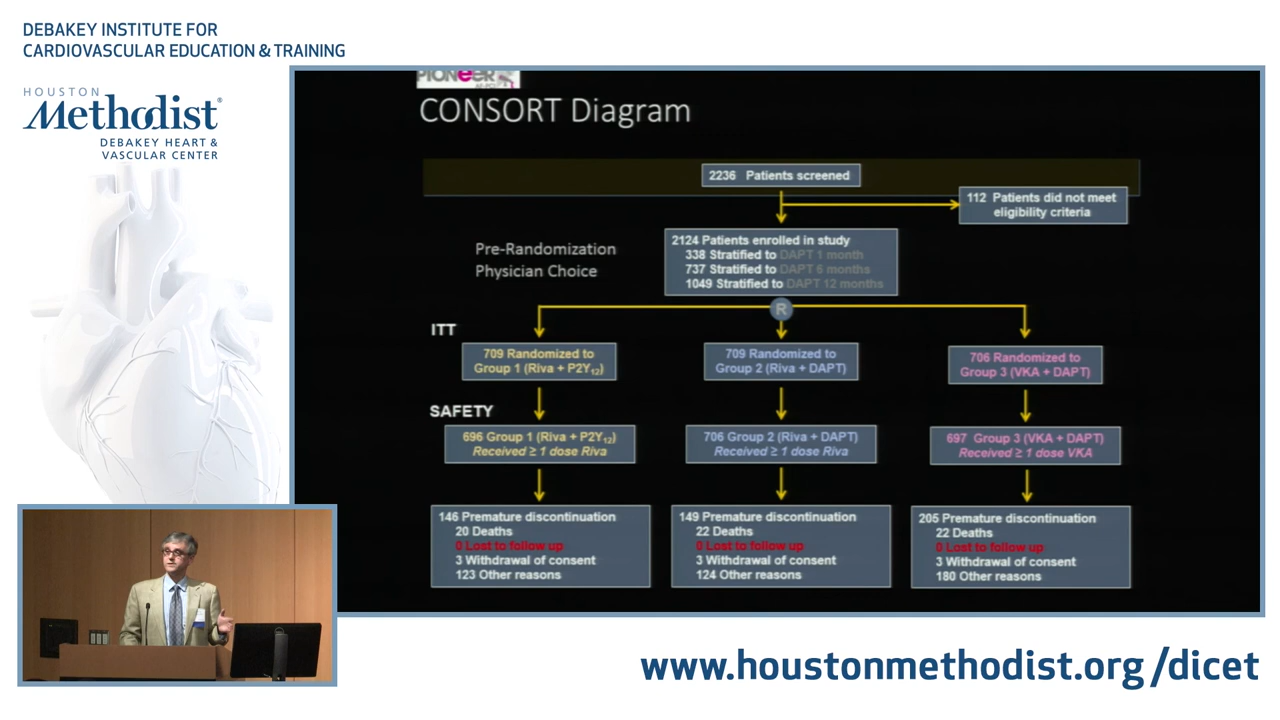 DEBAKEY INSTITUTE FOR
CARDIOVASCULAR EDUCATION & TRAINING
HOUSTON
Methodist®
DEBAKEY HEART &
VASCULAR CENTER
PIONEER
AF-PCI
CONSORT Diagram
2236 Patients screened
112 Patients did not meet
eligibility criteria
Pre-Randomization
Physician Choice
2124 Patients enrolled in study
338 Stratified to DAPT 1 month
737 Stratified to DAPT 6 months
1049 Stratified to DAPT 12 months
R
ITT
709 Randomized to
Group 1 (Riva + P2Y₁₂)
709 Randomized to
Group 2 (Riva + DAPT)
706 Randomized to
Group 3 (VKA + DAPT)
SAFETY
696 Group 1 (Riva + P2Y₁₂)
Received ≥ 1 dose Riva
706 Group 2 (Riva + DAPT)
Received ≥ 1 dose Riva
697 Group 3 (VKA + DAPT)
Received ≥ 1 dose VKA
146 Premature discontinuation
20 Deaths
0 Lost to follow up
3 Withdrawal of consent
123 Other reasons
149 Premature discontinuation
22 Deaths
0 Lost to follow up
3 Withdrawal of consent
124 Other reasons
205 Premature discontinuation
22 Deaths
0 Lost to follow up
3 Withdrawal of consent
180 Other reasons
www.houstonmethodist.org/dicet